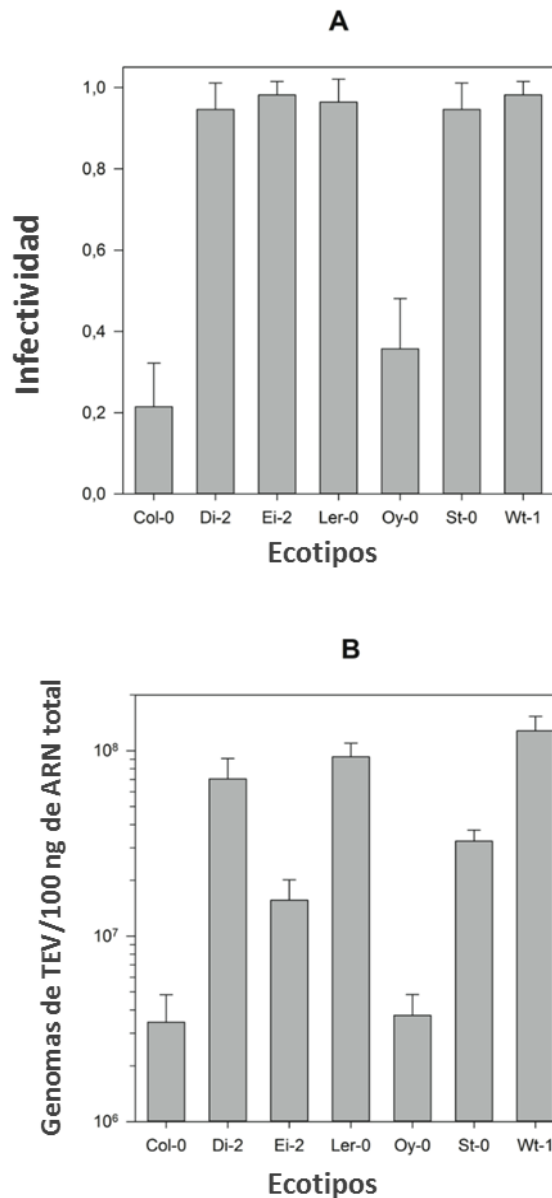 A
Infectividad
1,0
0,8
0,6
0,4
0,2
0,0
Col-0 Di-2 Ei-2 Ler-0 Oy-0 St-0 Wt-1
Ecotipos
B
Genomas de TEV/100 ng de ARN total
10⁸
10⁷
10⁶
Col-0 Di-2 Ei-2 Ler-0 Oy-0 St-0 Wt-1
Ecotipos